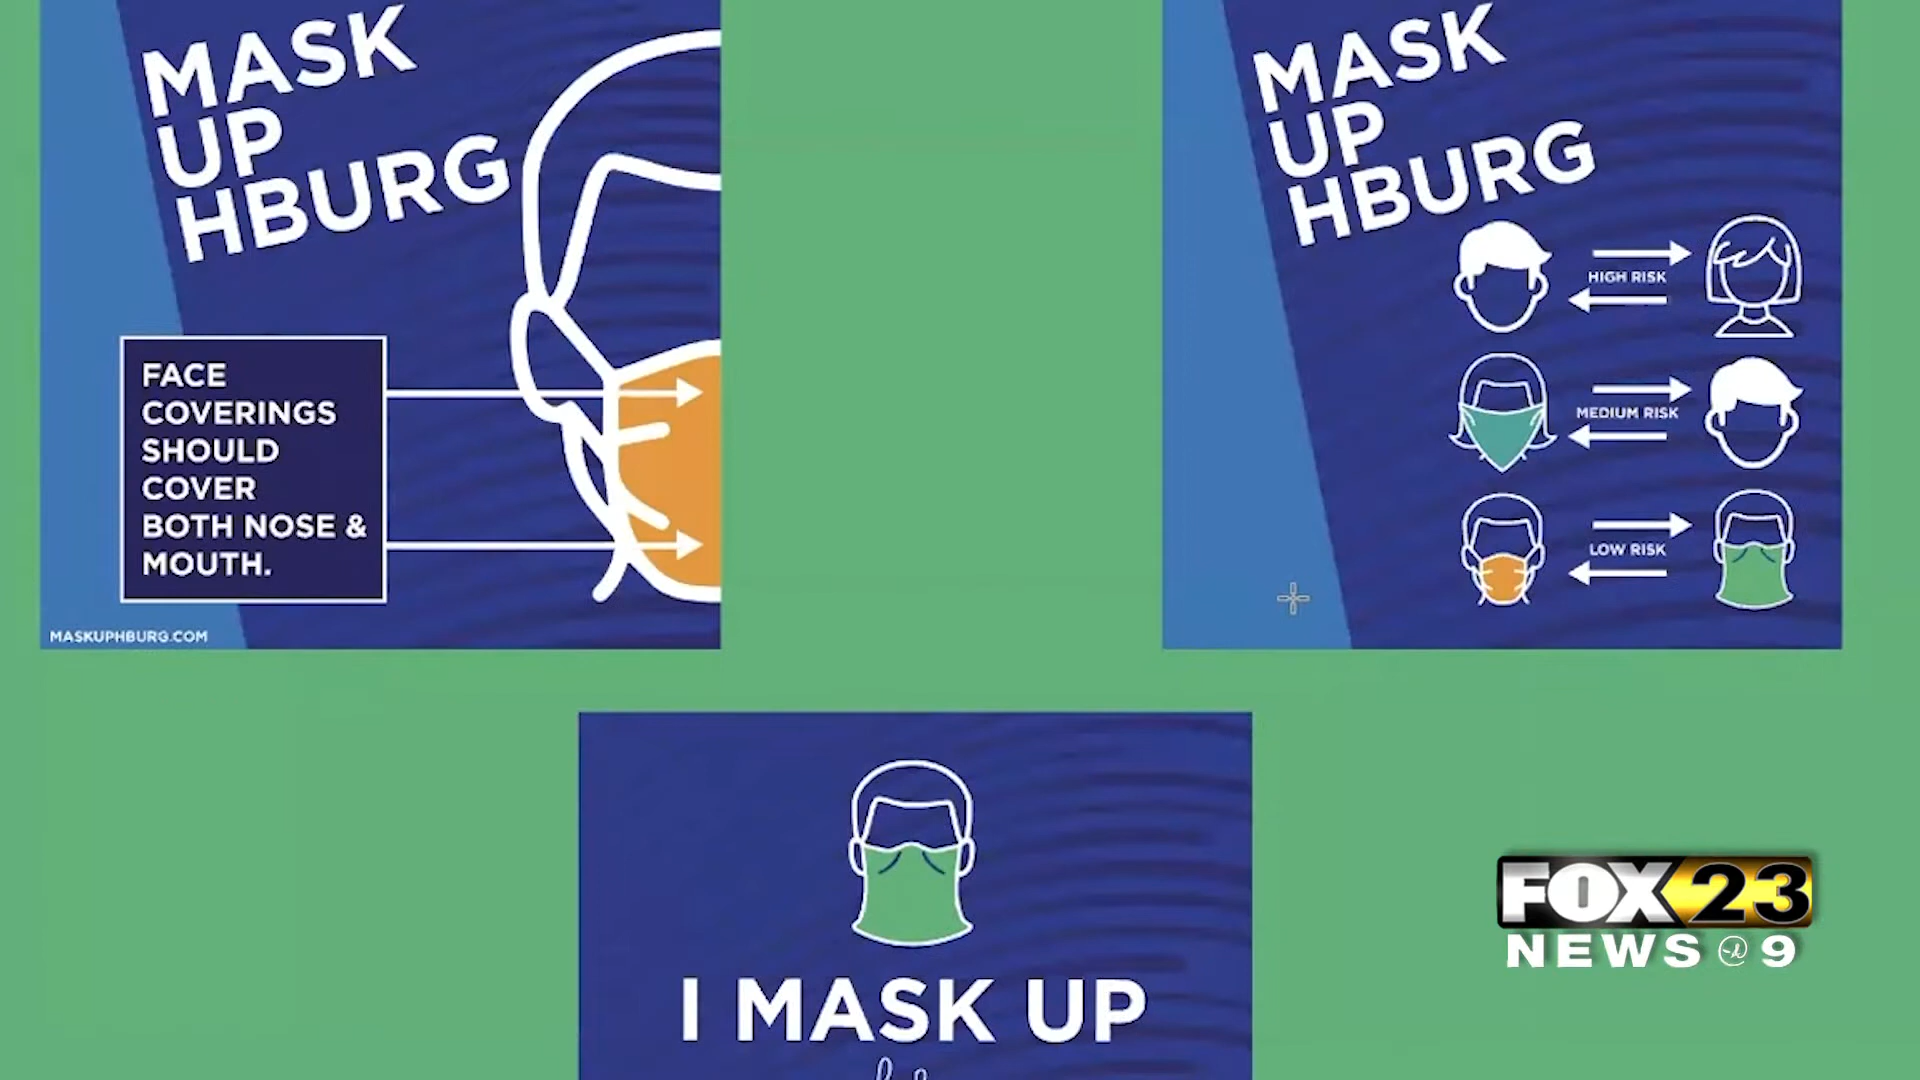 MASK
UP
HBURG
FACE
COVERINGS
SHOULD
COVER
BOTH NOSE &
MOUTH.
MASKUPHBURG.COM
MASK
UP
HBURG
HIGH RISK
MEDIUM RISK
LOW RISK
I MASK UP
FOX 23
NEWS @ 9